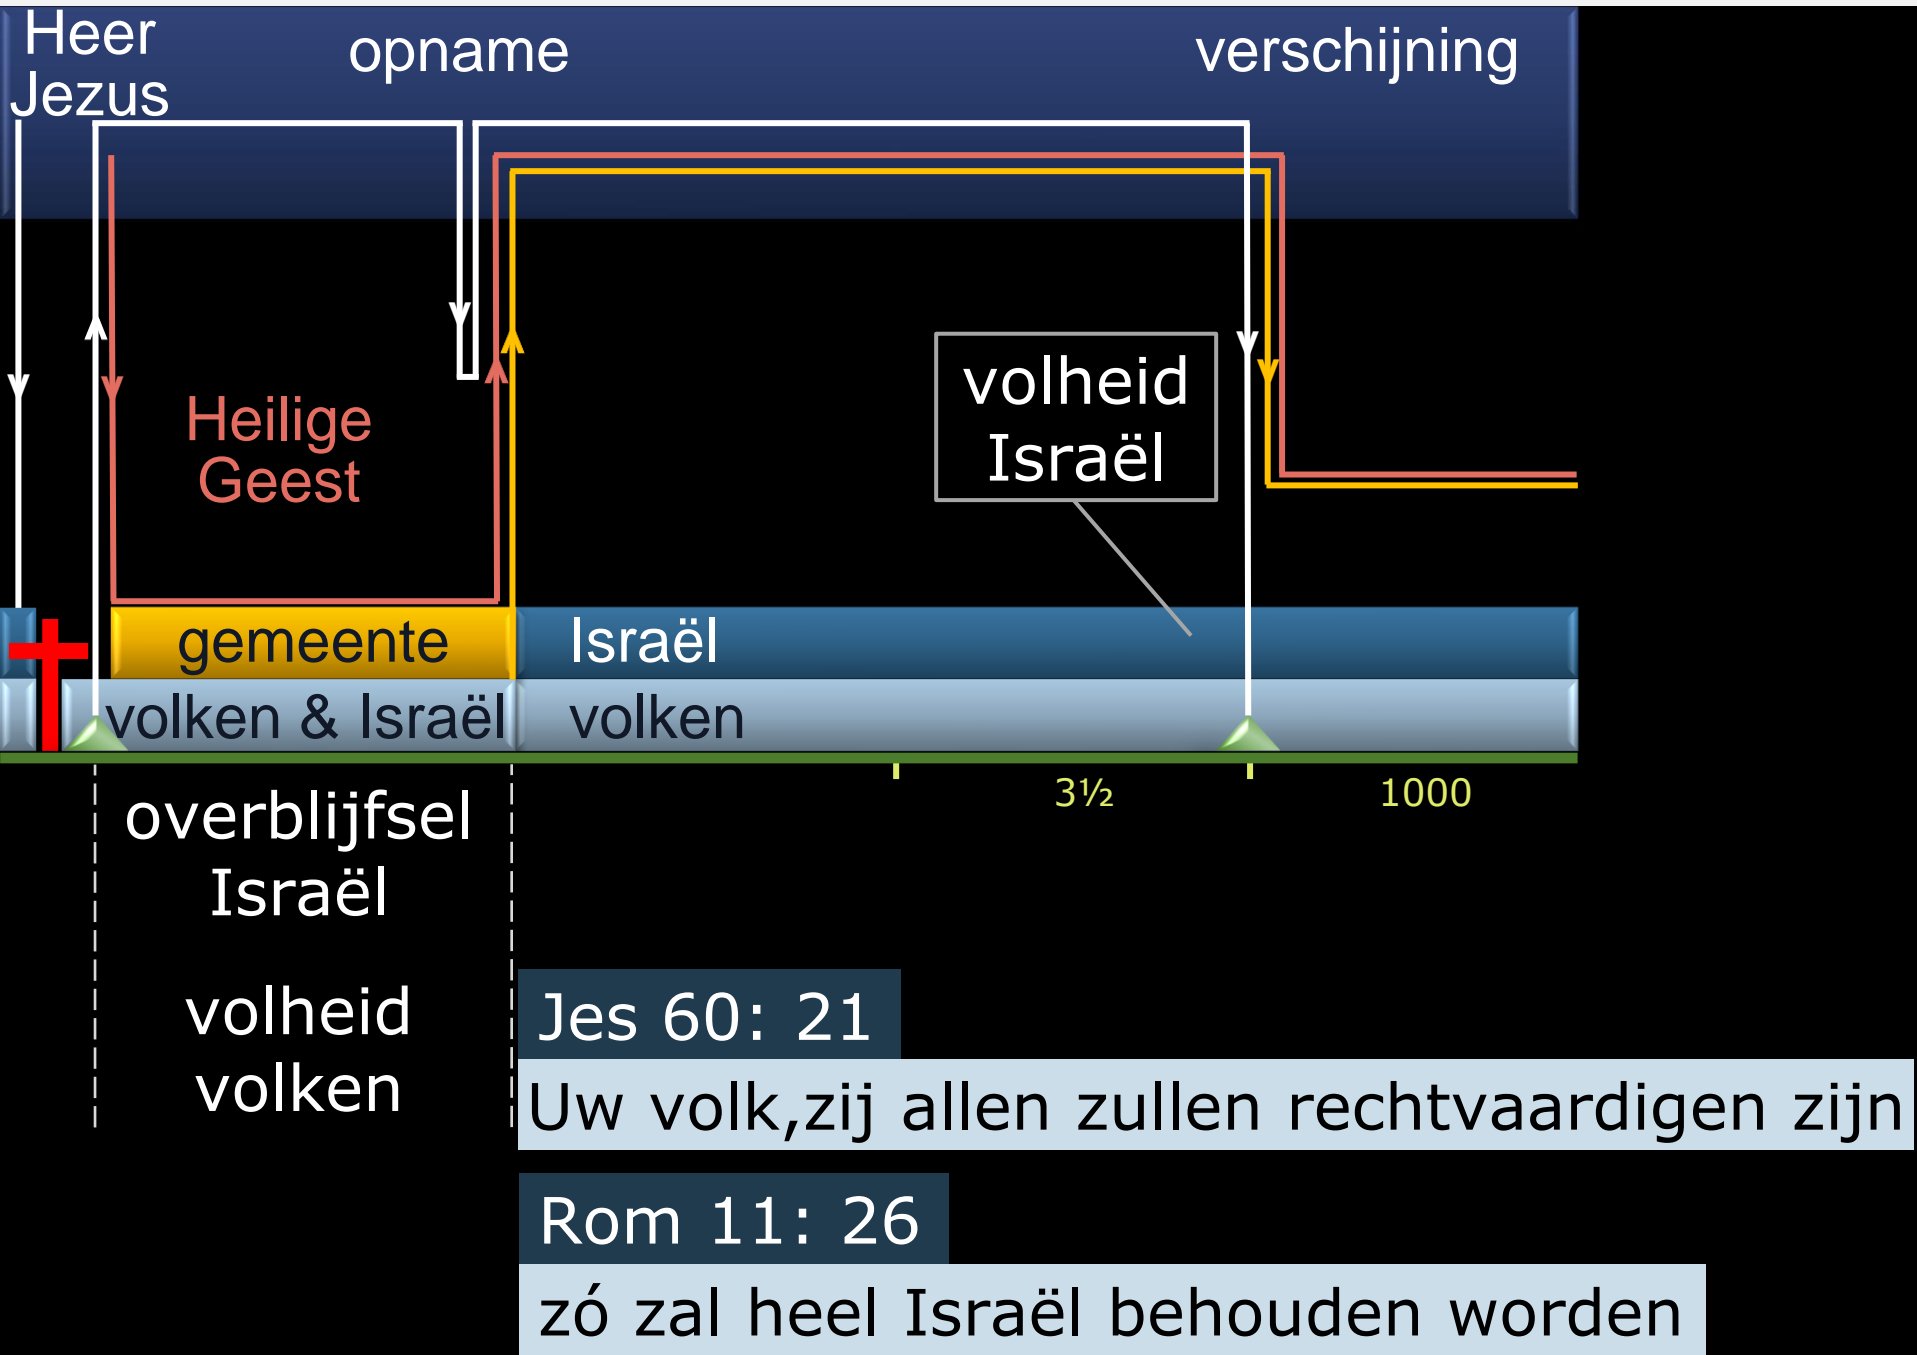 Heer
Jezus
opname
verschijning
Heilige
Geest
volheid
Israël
gemeente
Israël
volken & Israël
volken
3½
1000
overblijfsel
Israël
volheid
volken
Jes 60: 21
Uw volk,zij allen zullen rechtvaardigen zijn
Rom 11: 26
zó zal heel Israël behouden worden